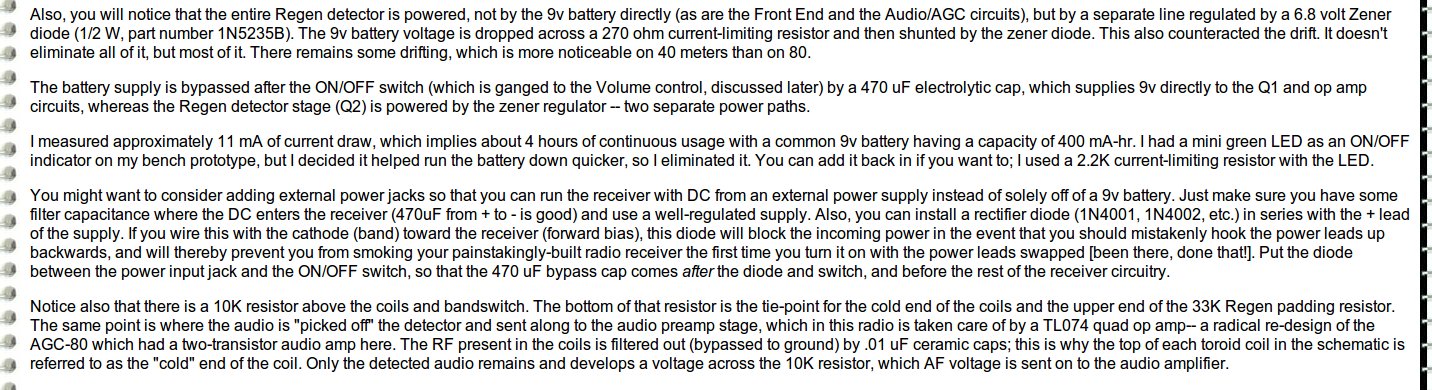 Also, you will notice that the entire Regen detector is powered, not by the 9v battery directly (as are the Front End and the Audio/AGC circuits), but by a separate line regulated by a 6.8 volt Zener
diode (1/2 W, part number 1N5235B). The 9v battery voltage is dropped across a 270 ohm current-limiting resistor and then shunted by the zener diode. This also counteracted the drift. It doesn't
eliminate all of it, but most of it. There remains some drifting, which is more noticeable on 40 meters than on 80.
The battery supply is bypassed after the ON/OFF switch (which is ganged to the Volume control, discussed later) by a 470 uF electrolytic cap, which supplies 9v directly to the Q1 and op amp
circuits, whereas the Regen detector stage (Q2) is powered by the zener regulator -- two separate power paths.
I measured approximately 11 mA of current draw, which implies about 4 hours of continuous usage with a common 9v battery having a capacity of 400 mA-hr. I had a mini green LED as an ON/OFF
indicator on my bench prototype, but I decided it helped run the battery down quicker, so I eliminated it. You can add it back in if you want to; I used a 2.2K current-limiting resistor with the LED.
You might want to consider adding external power jacks so that you can run the receiver with DC from an external power supply instead of solely off of a 9v battery. Just make sure you have some
filter capacitance where the DC enters the receiver (470uF from + to - is good) and use a well-regulated supply. Also, you can install a rectifier diode (1N4001, 1N4002, etc.) in series with the + lead
of the supply. If you wire this with the cathode (band) toward the receiver (forward bias), this diode will block the incoming power in the event that you should mistakenly hook the power leads up
backwards, and will thereby prevent you from smoking your painstakingly-built radio receiver the first time you turn it on with the power leads swapped [been there, done that!]. Put the diode
between the power input jack and the ON/OFF switch, so that the 470 uF bypass cap comes after the diode and switch, and before the rest of the receiver circuitry.
Notice also that there is a 10K resistor above the coils and bandswitch. The bottom of that resistor is the tie-point for the cold end of the coils and the upper end of the 33K Regen padding resistor.
The same point is where the audio is "picked off" the detector and sent along to the audio preamp stage, which in this radio is taken care of by a TL074 quad op amp-- a radical re-design of the
AGC-80 which had a two-transistor audio amp here. The RF present in the coils is filtered out (bypassed to ground) by .01 uF ceramic caps; this is why the top of each toroid coil in the schematic is
referred to as the "cold" end of the coil. Only the detected audio remains and develops a voltage across the 10K resistor, which AF voltage is sent on to the audio amplifier.